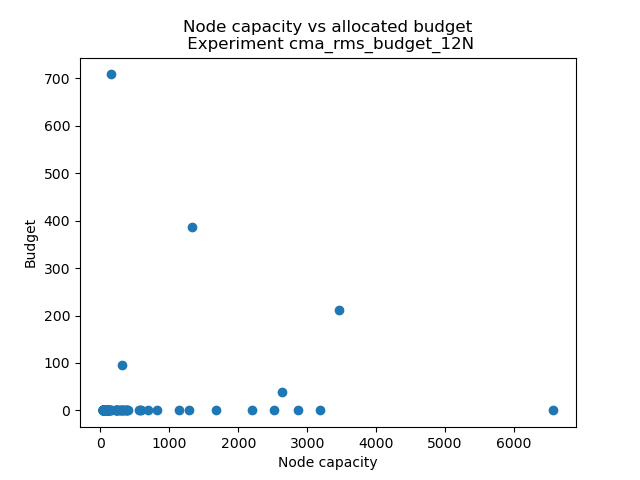 Node capacity vs allocated budget
Experiment cma_rms_budget_12N
700
600
500
400
300
200
100
0
Budget
0 1000 2000 3000 4000 5000 6000
Node capacity